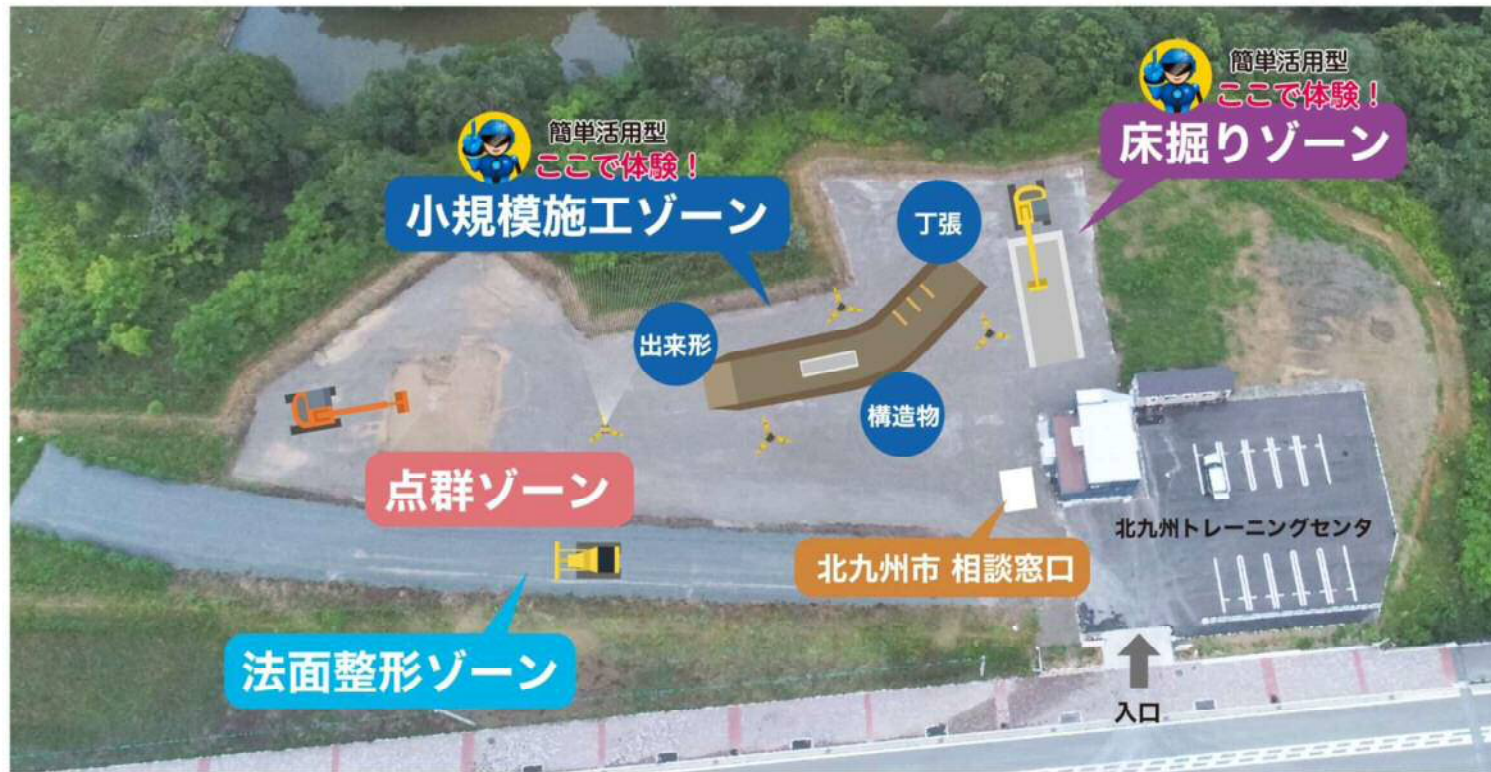 簡単活用型
ここで体験！
床掘りゾーン
簡単活用型
ここで体験！
小規模施工ゾーン
丁張
出来形
構造物
点群ゾーン
北九州トレーニングセンタ
北九州市 相談窓口
法面整形ゾーン
入口